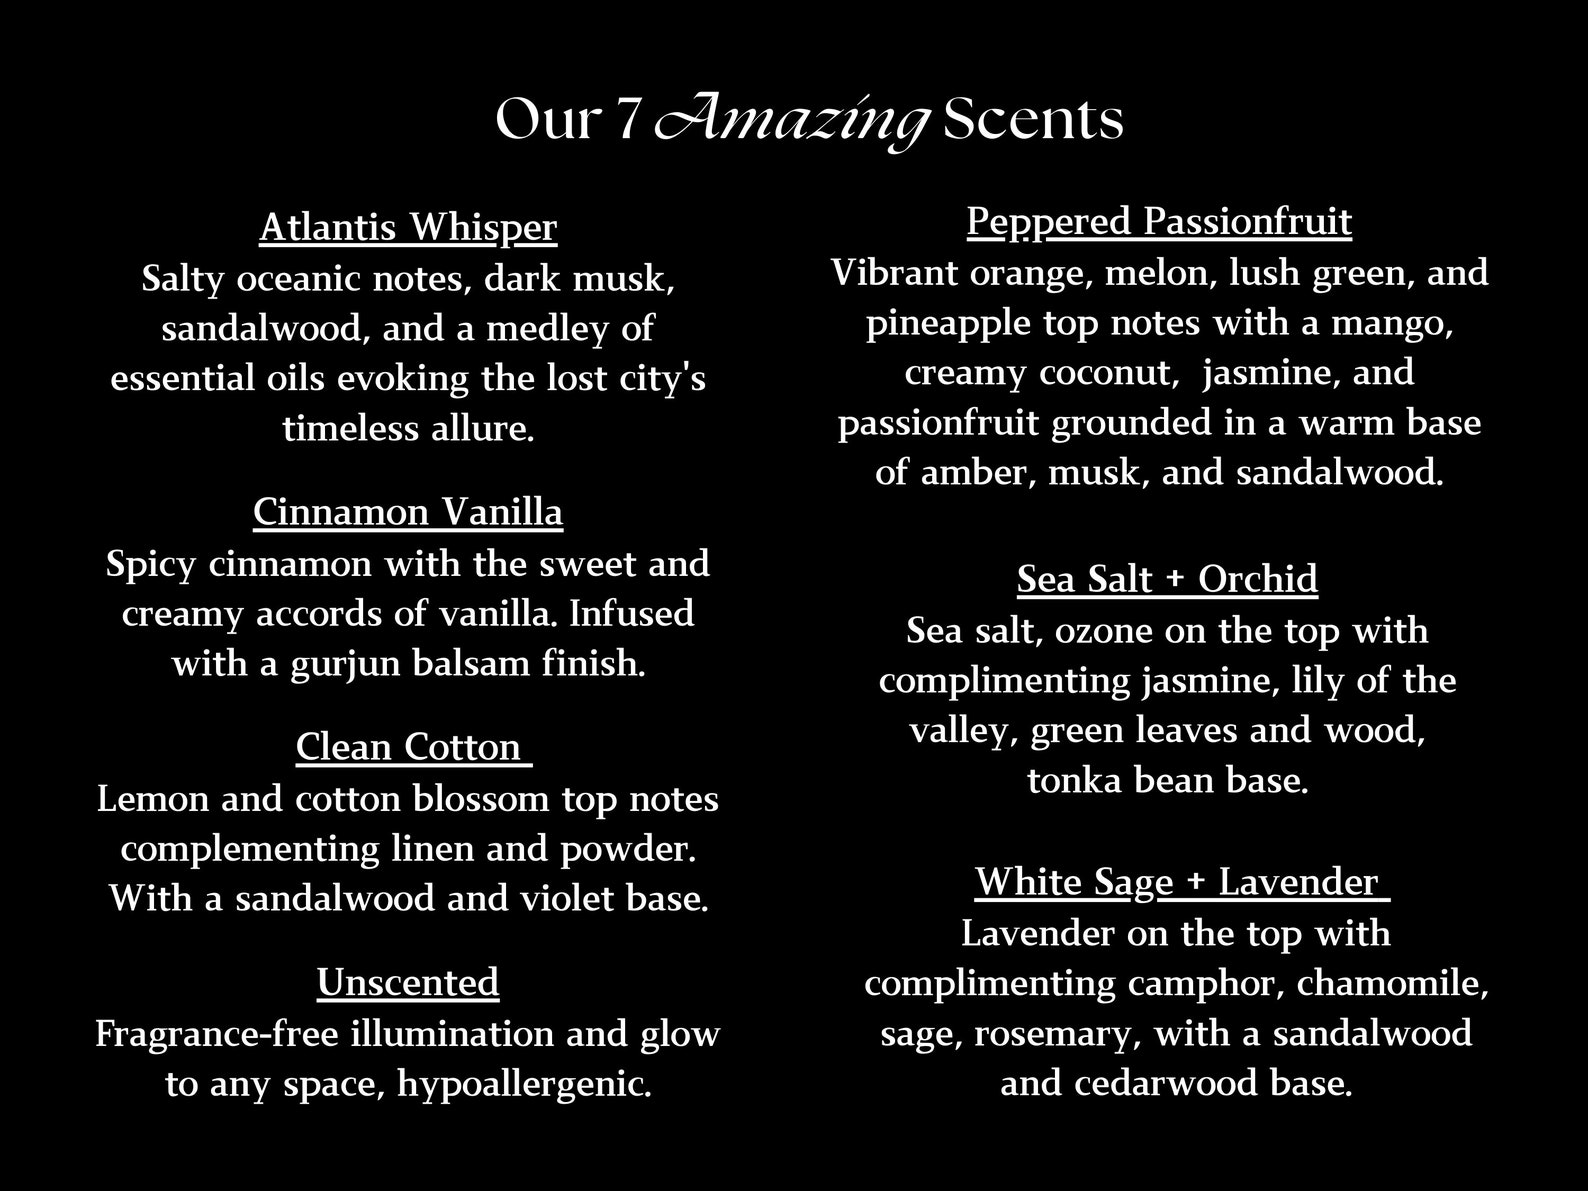 Our 7 Amazing Scents
Atlantis Whisper
Salty oceanic notes, dark musk,
sandalwood, and a medley of
essential oils evoking the lost city's
timeless allure.
Cinnamon Vanilla
Spicy cinnamon with the sweet and
creamy accords of vanilla. Infused
with a gurjun balsam finish.
Clean Cotton
Lemon and cotton blossom top notes
complementing linen and powder.
With a sandalwood and violet base.
Unscented
Fragrance-free illumination and glow
to any space, hypoallergenic.
Peppered Passionfruit
Vibrant orange, melon, lush green, and
pineapple top notes with a mango,
creamy coconut, jasmine, and
passionfruit grounded in a warm base
of amber, musk, and sandalwood.
Sea Salt + Orchid
Sea salt, ozone on the top with
complimenting jasmine, lily of the
valley, green leaves and wood,
tonka bean base.
White Sage + Lavender
Lavender on the top with
complimenting camphor, chamomile,
sage, rosemary, with a sandalwood
and cedarwood base.